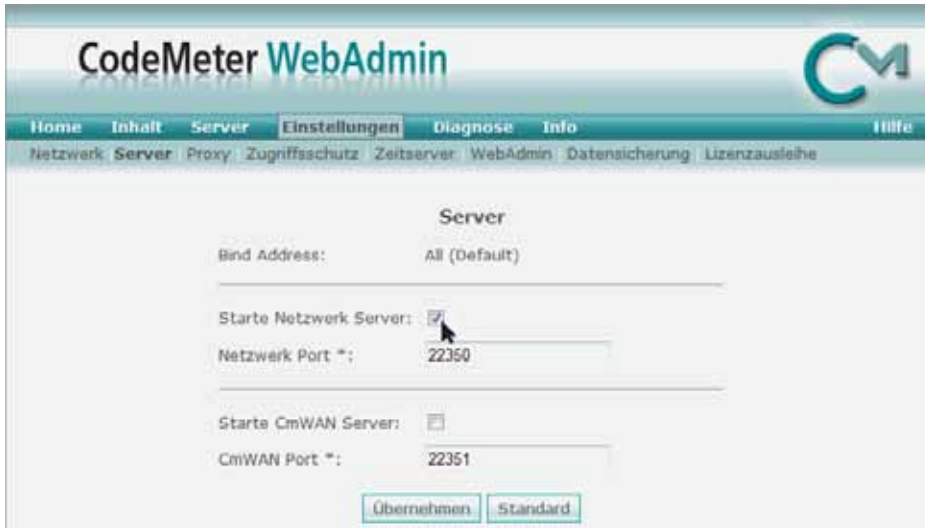 CodeMeter WebAdmin
CM
Home Inhalt Server Einstellungen Diagnose Info Hilfe
Netzwerk Server Proxy Zugriffsschutz Zeitserver WebAdmin Datensicherung Lizenzausleihe
Server
Bind Address: All (Default)
Starte Netzwerk Server:
Netzwerk Port *: 22350
Starte CmWAN Server:
CmWAN Port *: 22351
Übernehmen Standard